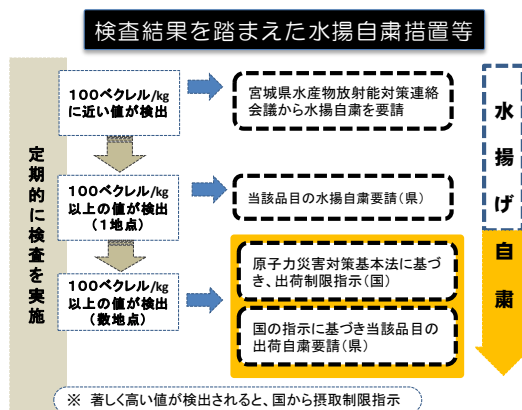 検査結果を踏まえた水揚自粛措置等
定期的に検査を実施
100ベクレル/kg
に近い値が検出
宮城県水産物放射能対策連絡
会議から水揚自粛を要請
100ベクレル/kg
以上の値が検出
（1地点）
当該品目の水揚自粛要請（県）
100ベクレル/kg
以上の値が検出
（数地点）
原子力災害対策基本法に基づ
き、出荷制限指示（国）
国の指示に基づき当該品目の
出荷自粛要請（県）
水揚げ自粛
※ 著しく高い値が検出されると、国から摂取制限指示